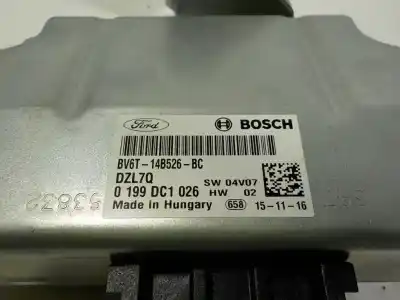 Ford BOSCH
BV6T-14B526-BC
DZL7Q SW 04V07
0 199 DC1 026 HW 02
Made in Hungary 658 15-11-16
53832